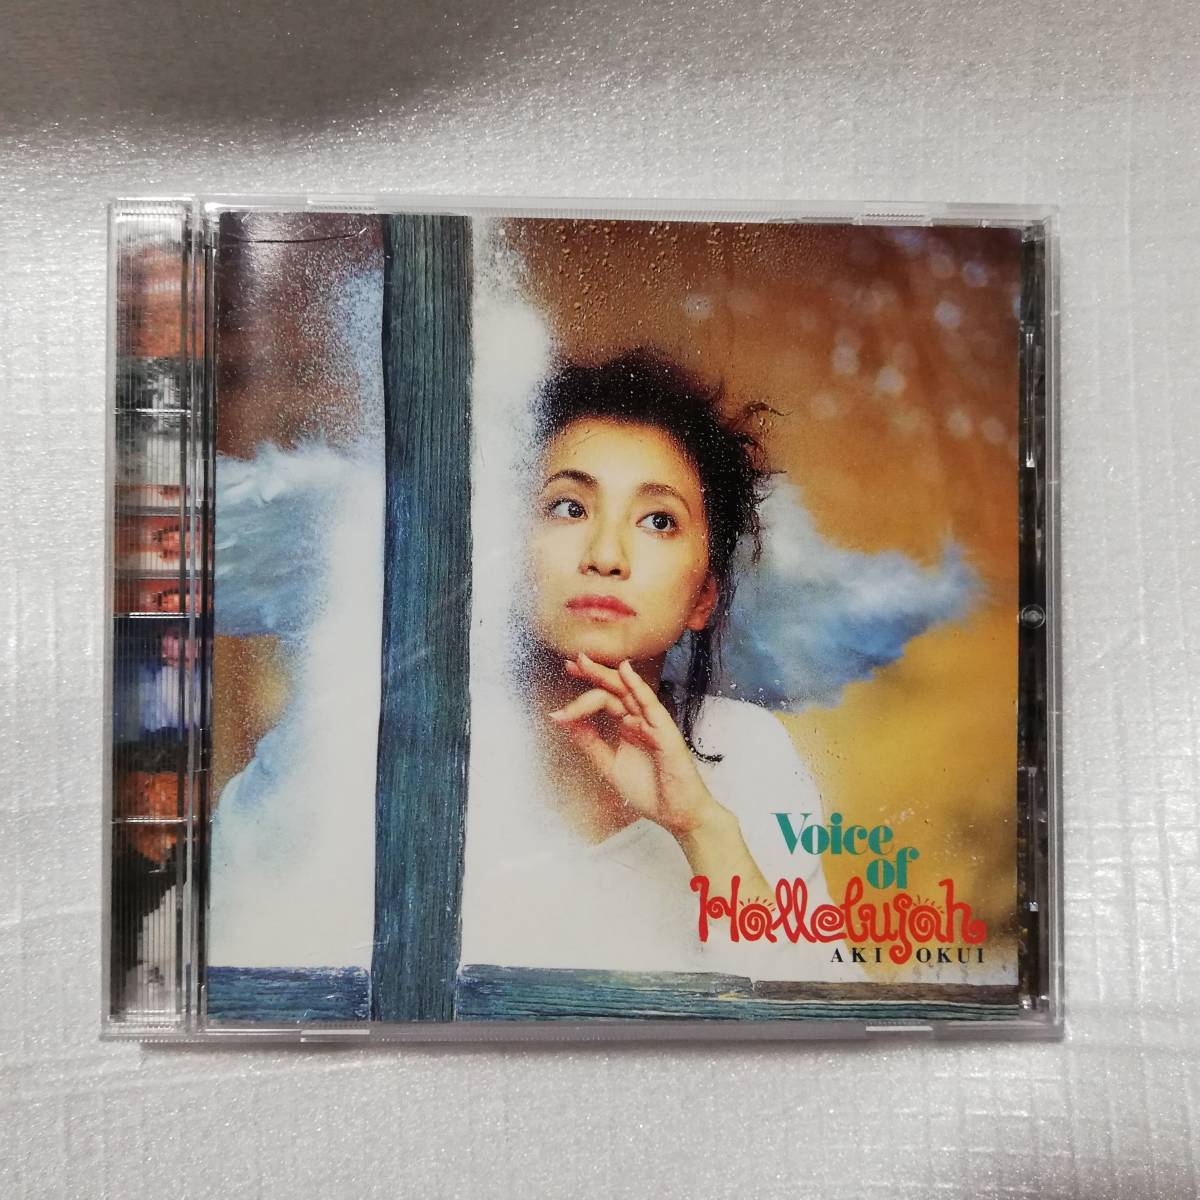 Voice
of
Hallelujah
AKI OKUI